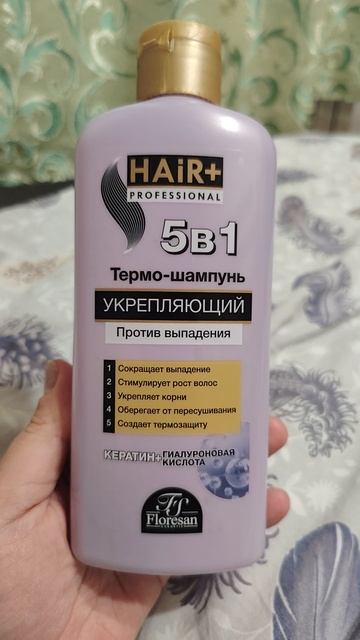 HAiR+
PROFESSIONAL
5в1
Термо-шампунь
УКРЕПЛЯЮЩИЙ
Против выпадения
1 Сокращает выпадение
2 Стимулирует рост волос
3 Укрепляет корни
4 Оберегает от пересушивания
5 Создает термозащиту
КЕРАТИН+ГИАЛУРОНОВАЯ
КИСЛОТА
FS
Floresan